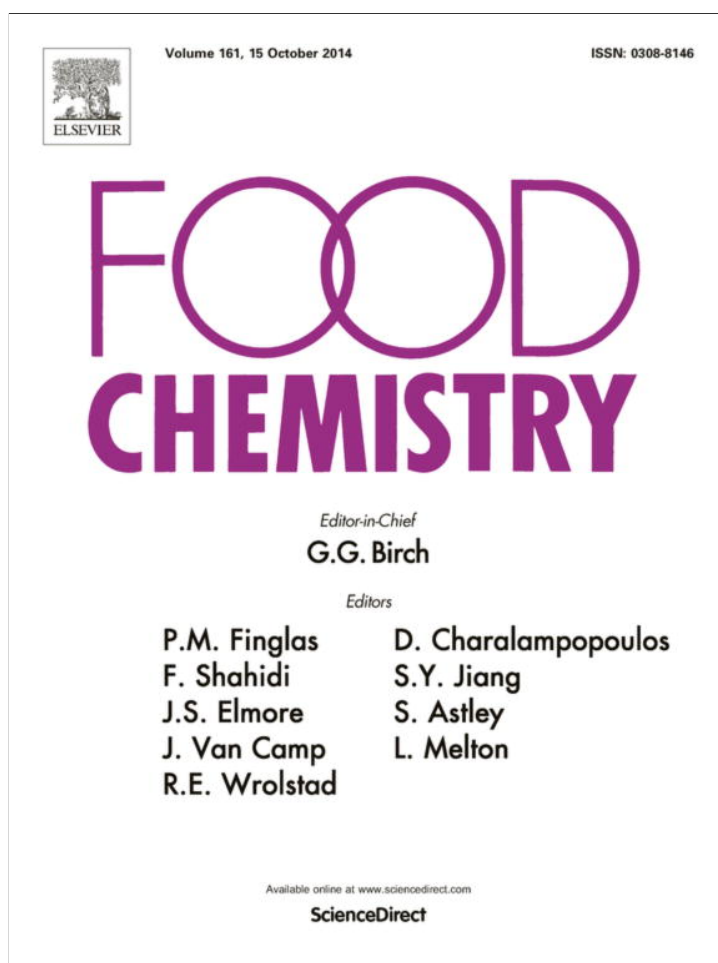 Volume 161, 15 October 2014
ISSN: 0308-8146
ELSEVIER
FOOD
CHEMISTRY
Editor-in-Chief
G.G. Birch
Editors
P.M. Finglas
F. Shahidi
J.S. Elmore
J. Van Camp
R.E. Wrolstad
D. Charalampopoulos
S.Y. Jiang
S. Astley
L. Melton
Available online at www.sciencedirect.com
ScienceDirect